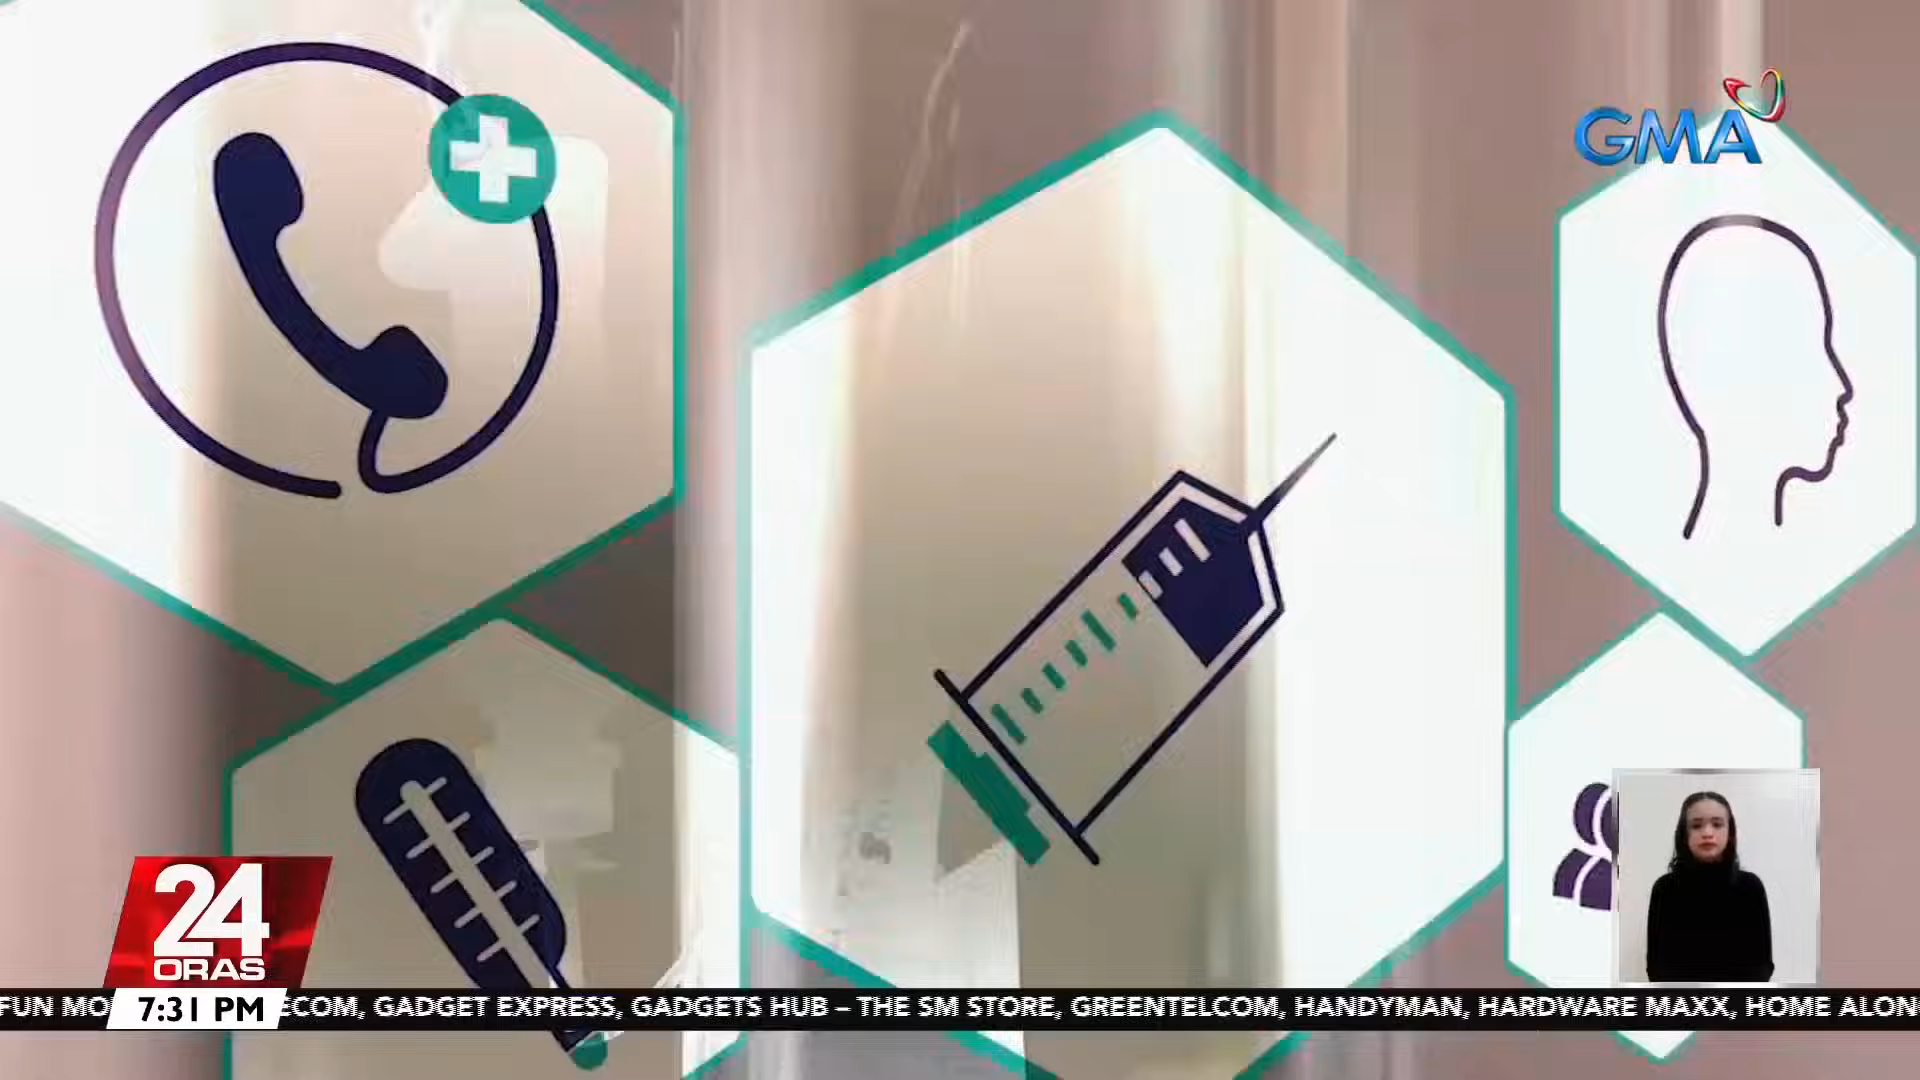 GMA
24
ORAS
7:31 PM
FUN MO ECOM, GADGET EXPRESS, GADGETS HUB – THE SM STORE, GREENTELCOM, HANDYMAN, HARDWARE MAXX, HOME ALON